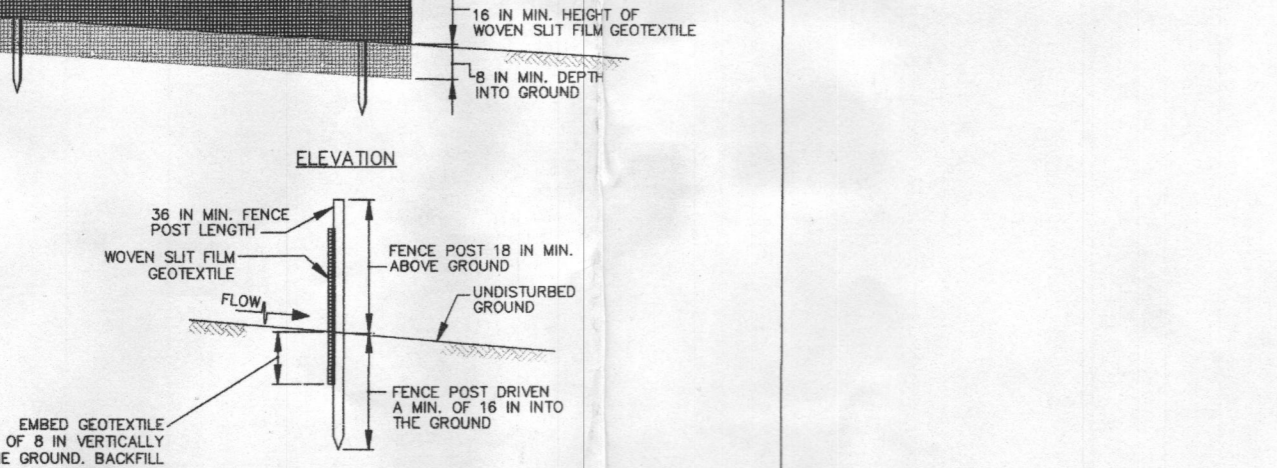 16 IN MIN. HEIGHT OF
WOVEN SLIT FILM GEOTEXTILE
8 IN MIN. DEPTH
INTO GROUND
ELEVATION
36 IN MIN. FENCE
POST LENGTH
WOVEN SLIT FILM
GEOTEXTILE
FLOW
FENCE POST 18 IN MIN.
ABOVE GROUND
UNDISTURBED
GROUND
FENCE POST DRIVEN
A MIN. OF 16 IN INTO
THE GROUND
EMBED GEOTEXTILE
OF 8 IN VERTICALLY
E GROUND. BACKFILL